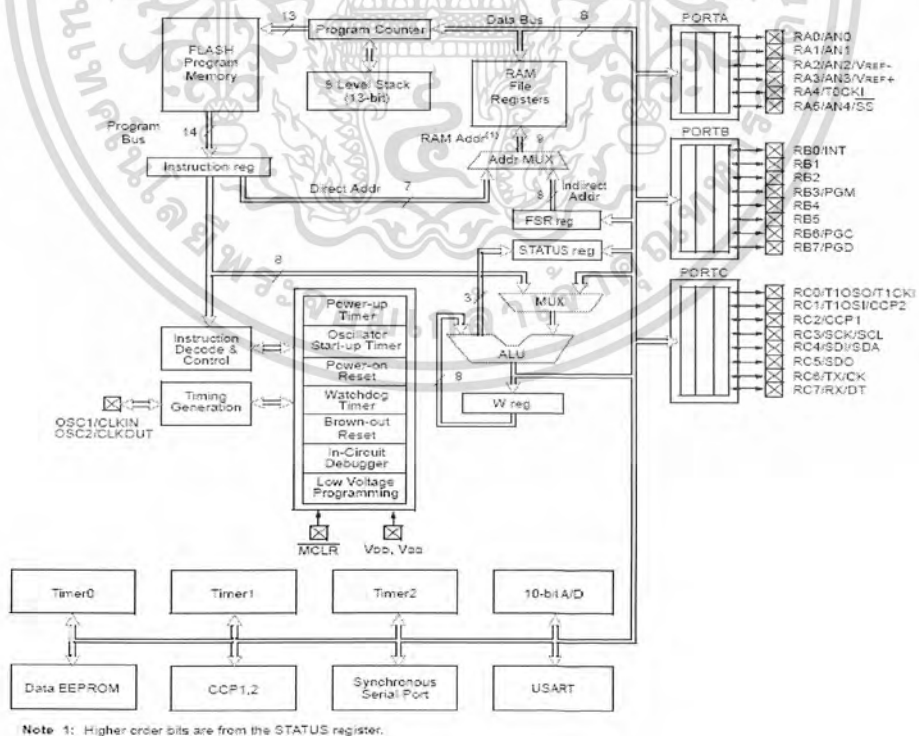 13
Program Counter
Data Bus
8
PORTA
FLASH
Program
Memory
8 Level Stack
(13-bit)
RAM
File
Registers
RA0/AN0
RA1/AN1
RA2/AN2/VREF-
RA3/AN3/VREF+
RA4/T0CKI
RA5/AN4/SS
Program
Bus
14
RAM Addr(1)
9
PORTB
Instruction reg
Addr MUX
Direct Addr
7
8
Indirect
Addr
FSR reg
STATUS reg
RB0/INT
RB1
RB2
RB3/PGM
RB4
RB5
RB6/PGC
RB7/PGD
8
3
MUX
PORTC
Power-up
Timer
Oscillator
Start-up Timer
Power-on
Reset
Watchdog
Timer
Brown-out
Reset
In-Circuit
Debugger
Low Voltage
Programming
Instruction
Decode &
Control
ALU
8
W reg
RC0/T1OSO/T1CKI
RC1/T1OSI/CCP2
RC2/CCP1
RC3/SCK/SCL
RC4/SDI/SDA
RC5/SDO
RC6/TX/CK
RC7/RX/DT
Timing
Generation
OSC1/CLKIN
OSC2/CLKOUT
MCLR
VDD, VSS
Timer0
Timer1
Timer2
10-bit A/D
Data EEPROM
CCP1,2
Synchronous
Serial Port
USART
Note 1: Higher order bits are from the STATUS register.